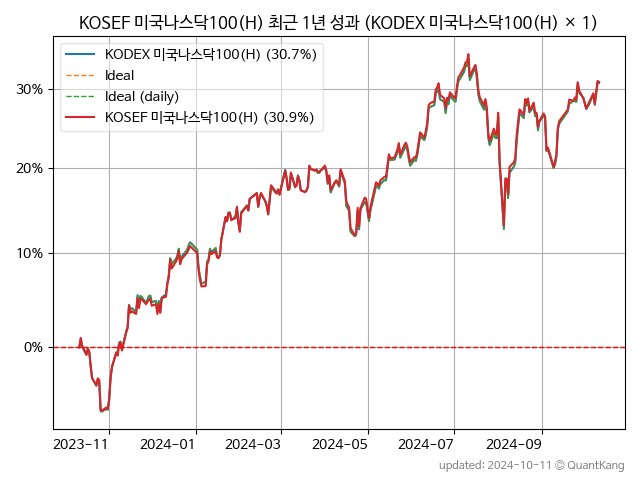 KOSEF 미국나스닥100(H) 최근 1년 성과 (KODEX 미국나스닥100(H) × 1)
KODEX 미국나스닥100(H) (30.7%)
Ideal
Ideal (daily)
KOSEF 미국나스닥100(H) (30.9%)
30%
20%
10%
0%
2023-11
2024-01
2024-03
2024-05
2024-07
2024-09
updated: 2024-10-11 © QuantKang